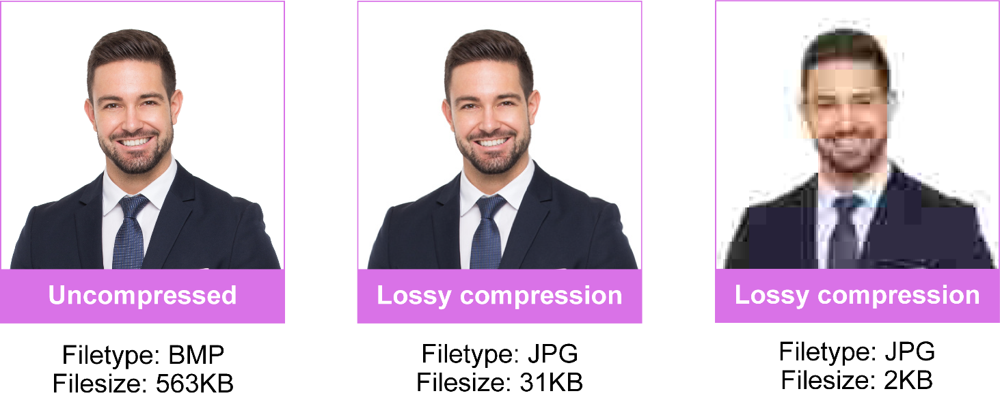 Uncompressed
Filetype: BMP
Filesize: 563KB
Lossy compression
Filetype: JPG
Filesize: 31KB
Lossy compression
Filetype: JPG
Filesize: 2KB